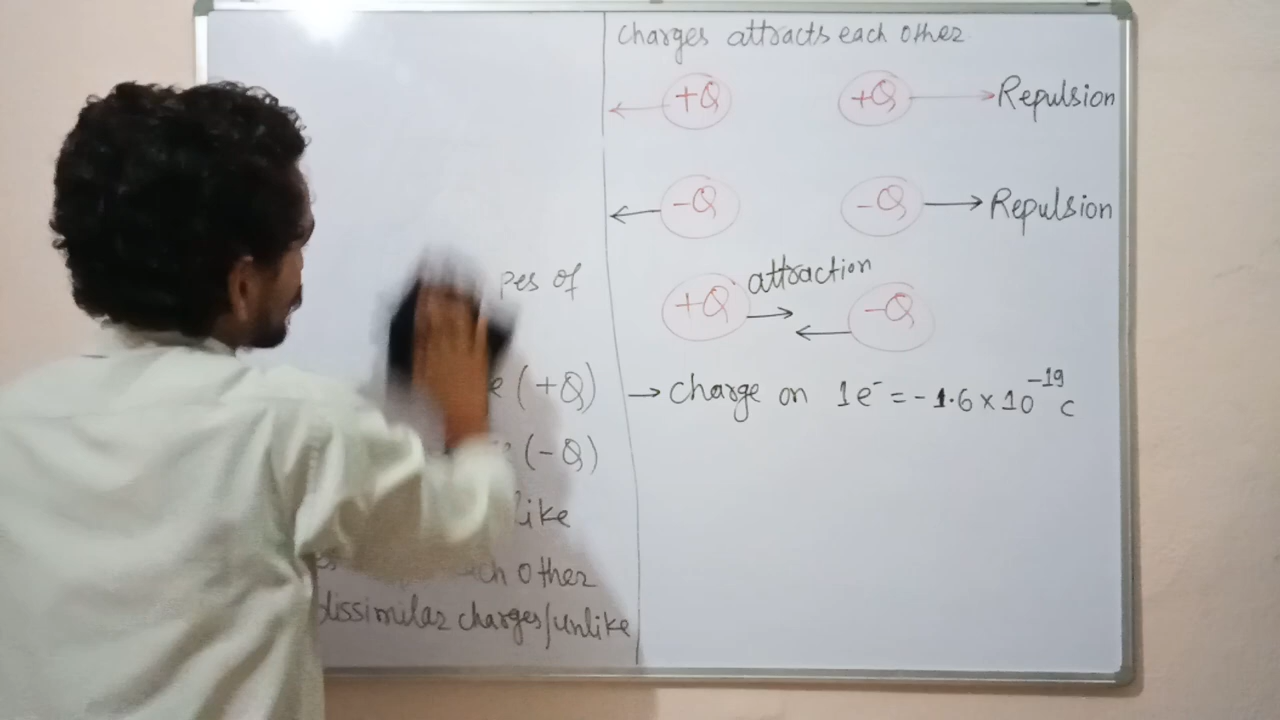 pes of
e (+Q)
(-Q)
like
ch other
dissimilar charges/unlike
charges attracts each other
+Q +Q Repulsion
-Q -Q Repulsion
attraction
+Q -Q
→ charge on 1e⁻ = -1.6 × 10⁻¹⁹ c